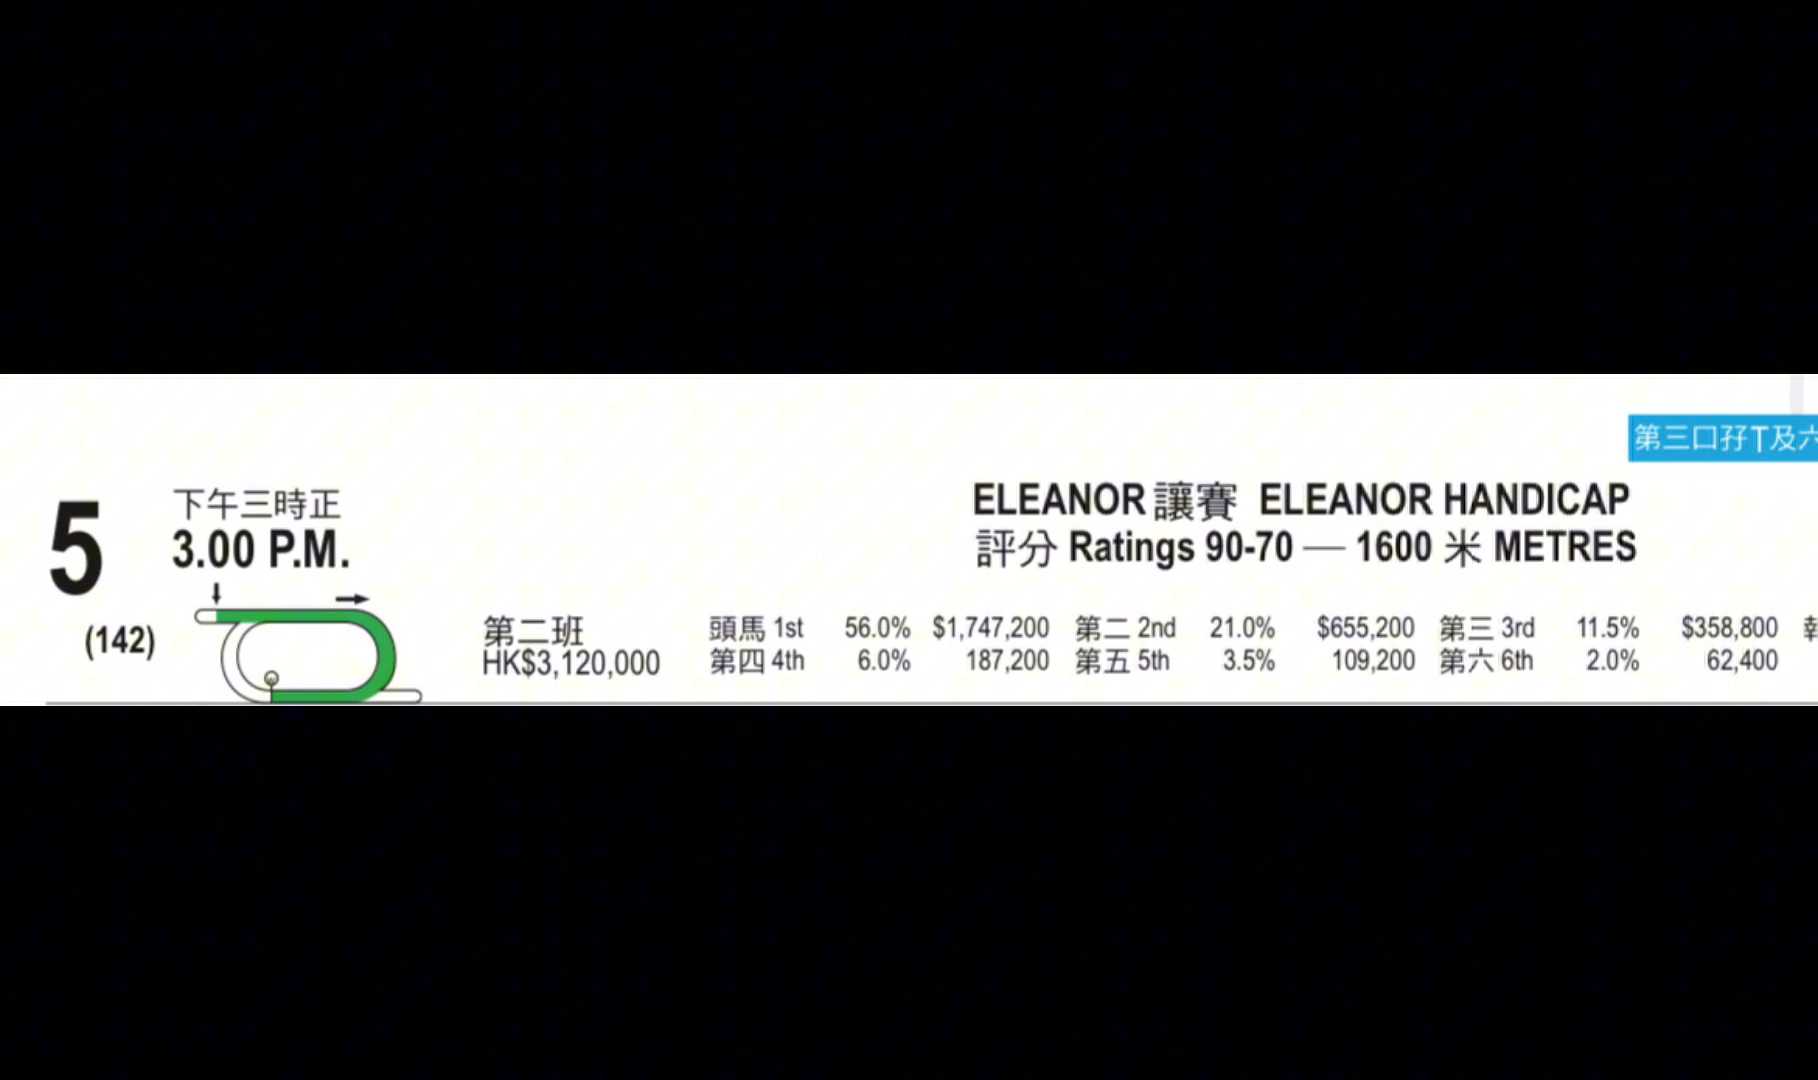 第三口孖T及六
5
下午三時正
3.00 P.M.
(142)
ELEANOR 讓賽 ELEANOR HANDICAP
評分 Ratings 90-70 — 1600 米 METRES
第二班
HK$3,120,000
頭馬 1st 56.0% $1,747,200 第二 2nd 21.0% $655,200 第三 3rd 11.5% $358,800
第四 4th 6.0% 187,200 第五 5th 3.5% 109,200 第六 6th 2.0% 62,400